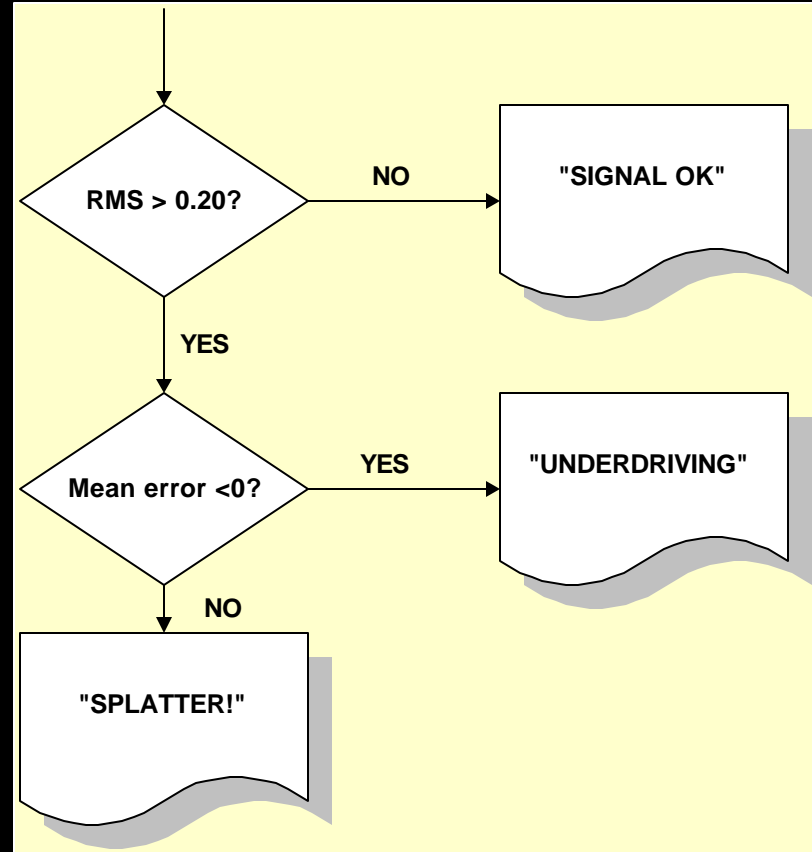 RMS > 0.20?
NO
"SIGNAL OK"
YES
Mean error <0?
YES
"UNDERDRIVING"
NO
"SPLATTER!"